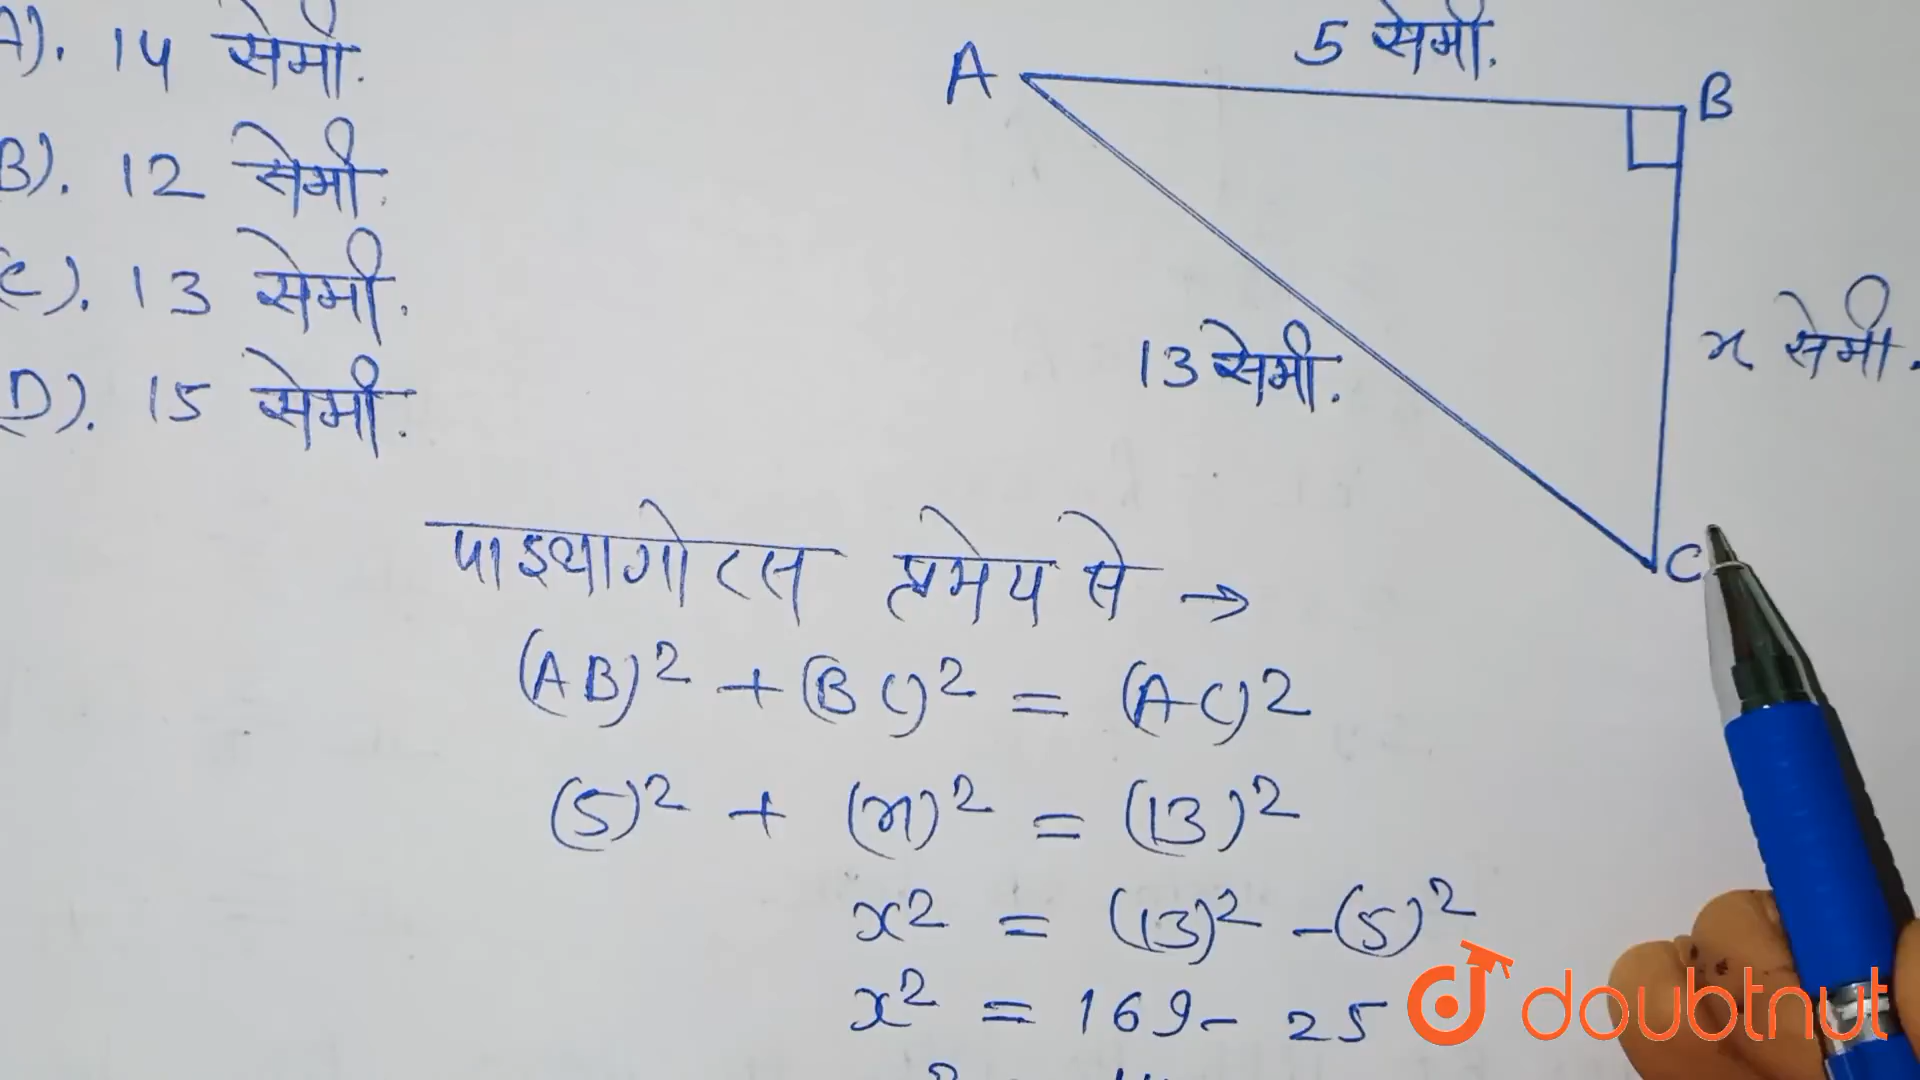 A). 14 सेमी.
B). 12 सेमी.
C). 13 सेमी.
D). 15 सेमी.
5 सेमी.
A
B
13 सेमी.
x सेमी.
C
पाइथागोरस प्रमेय से →
(AB)² + (BC)² = (AC)²
(5)² + (x)² = (13)²
x² = (13)² - (5)²
x² = 169 - 25
doubtnut